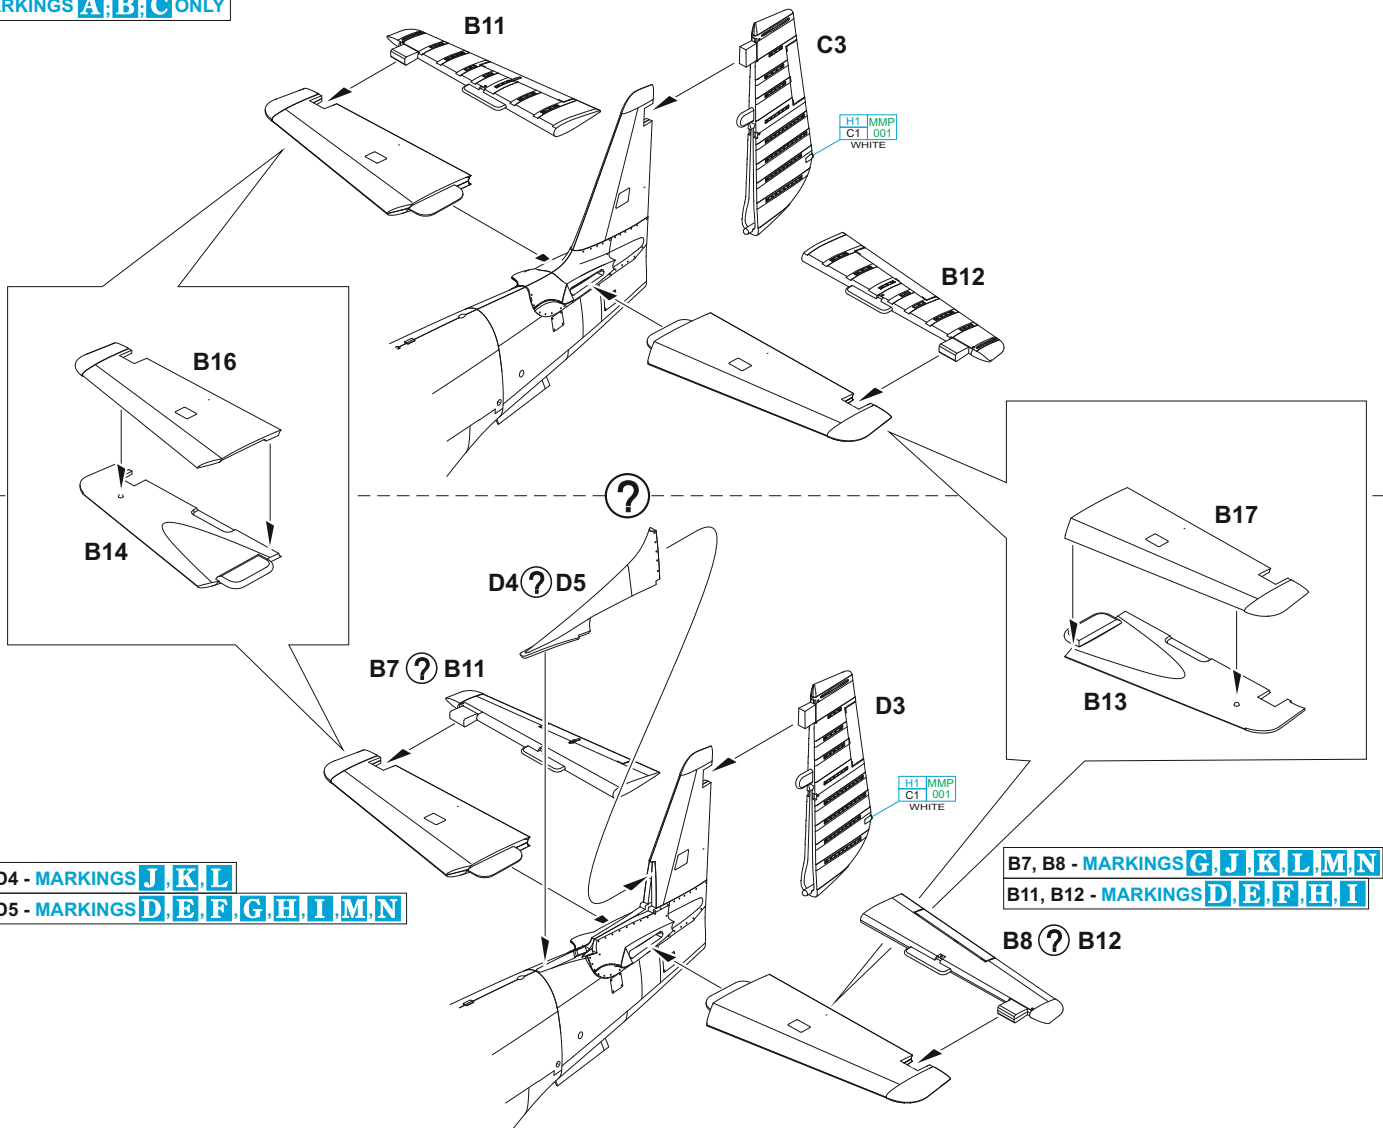 MARKINGS A;B;C ONLY
B11
C3
H1 MMP
C1 001
WHITE
B12
B16
B14
?
B17
B13
D4 ? D5
B7 ? B11
D3
H1 MMP
C1 001
WHITE
D4 - MARKINGS J,K,L
D5 - MARKINGS D,E,F,G,H,I,M,N
B7, B8 - MARKINGS G,J,K,L,M,N
B11, B12 - MARKINGS D,E,F,H,I
B8 ? B12